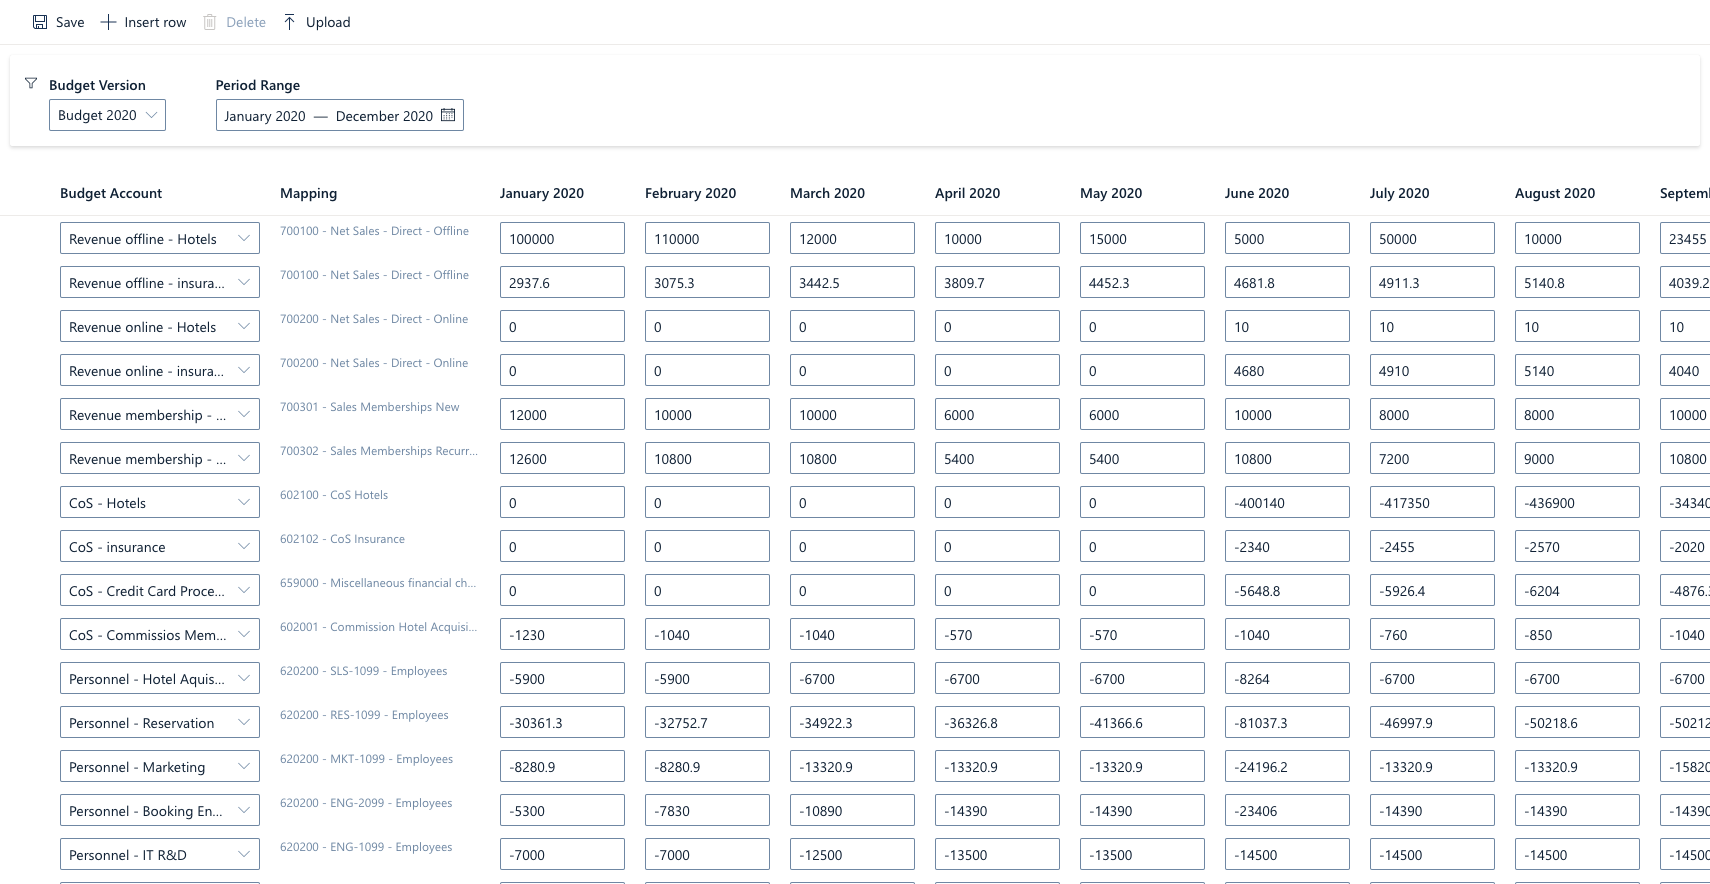 Save Insert row Delete Upload
Budget Version Period Range
Budget 2020 January 2020 — December 2020
Budget Account Mapping January 2020 February 2020 March 2020 April 2020 May 2020 June 2020 July 2020 August 2020 Septem
Revenue offline - Hotels 700100 - Net Sales - Direct - Offline 100000 110000 12000 10000 15000 5000 50000 10000 23455
Revenue offline - insura... 700100 - Net Sales - Direct - Offline 2937.6 3075.3 3442.5 3809.7 4452.3 4681.8 4911.3 5140.8 4039.2
Revenue online - Hotels 700200 - Net Sales - Direct - Online 0 0 0 0 0 10 10 10 10
Revenue online - insura... 700200 - Net Sales - Direct - Online 0 0 0 0 0 4680 4910 5140 4040
Revenue membership - ... 700301 - Sales Memberships New 12000 10000 10000 6000 6000 10000 8000 8000 10000
Revenue membership - ... 700302 - Sales Memberships Recurr... 12600 10800 10800 5400 5400 10800 7200 9000 10800
CoS - Hotels 602100 - CoS Hotels 0 0 0 0 0 -400140 -417350 -436900 -34340
CoS - insurance 602102 - CoS Insurance 0 0 0 0 0 -2340 -2455 -2570 -2020
CoS - Credit Card Proce... 659000 - Miscellaneous financial ch... 0 0 0 0 0 -5648.8 -5926.4 -6204 -4876.
CoS - Commissios Mem... 602001 - Commission Hotel Acquisi... -1230 -1040 -1040 -570 -570 -1040 -760 -850 -1040
Personnel - Hotel Aquis... 620200 - SLS-1099 - Employees -5900 -5900 -6700 -6700 -6700 -8264 -6700 -6700 -6700
Personnel - Reservation 620200 - RES-1099 - Employees -30361.3 -32752.7 -34922.3 -36326.8 -41366.6 -81037.3 -46997.9 -50218.6 -50212
Personnel - Marketing 620200 - MKT-1099 - Employees -8280.9 -8280.9 -13320.9 -13320.9 -13320.9 -24196.2 -13320.9 -13320.9 -15820
Personnel - Booking En... 620200 - ENG-2099 - Employees -5300 -7830 -10890 -14390 -14390 -23406 -14390 -14390 -14390
Personnel - IT R&D 620200 - ENG-1099 - Employees -7000 -7000 -12500 -13500 -13500 -14500 -14500 -14500 -14500